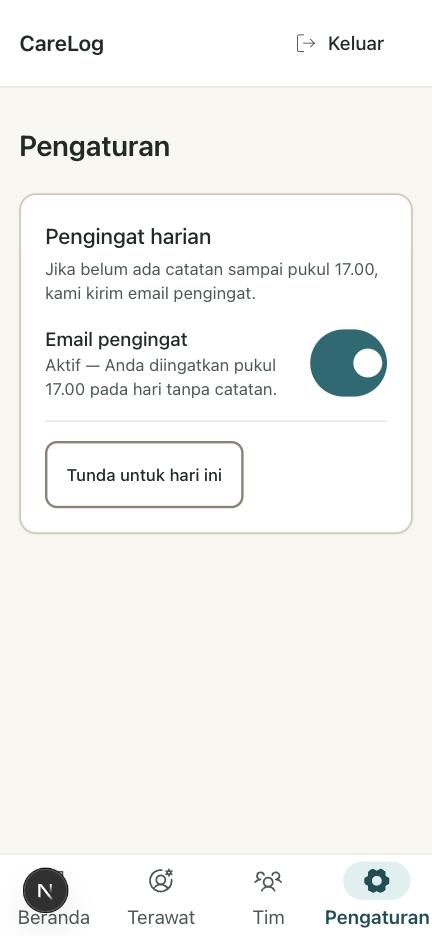 CareLog
Keluar
Pengaturan
Pengingat harian
Jika belum ada catatan sampai pukul 17.00,
kami kirim email pengingat.
Email pengingat
Aktif — Anda diingatkan pukul
17.00 pada hari tanpa catatan.
Tunda untuk hari ini
N
Beranda
Terawat
Tim
Pengaturan